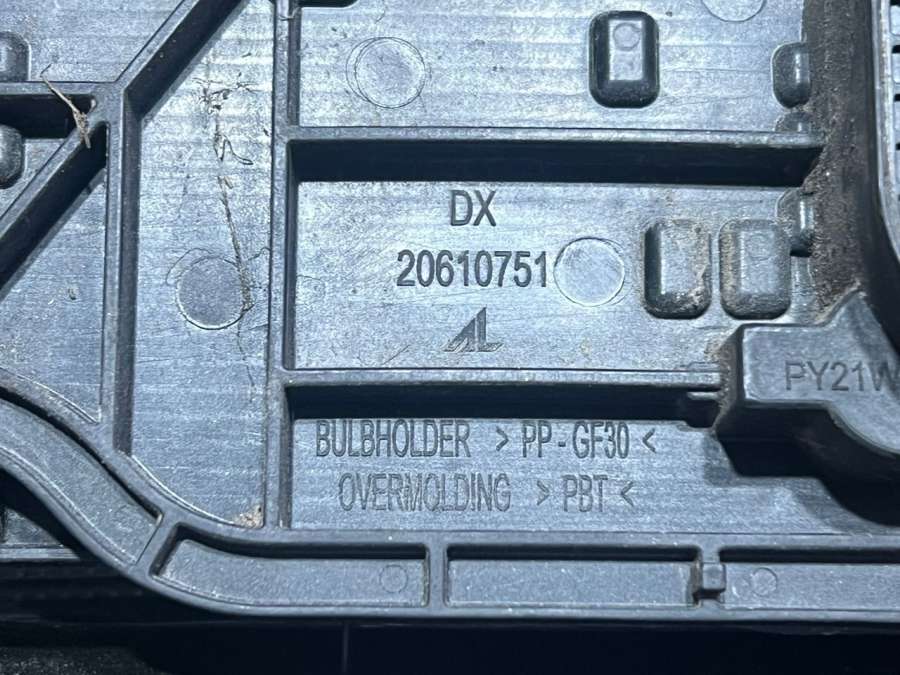 DX
20610751
AL
PY21W
BULBHOLDER > PP-GF30 <
OVERMOLDING > PBT <